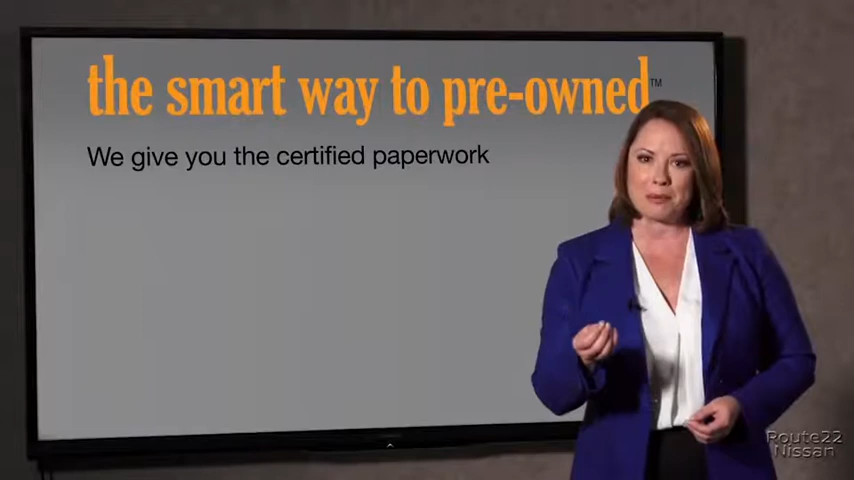 the smart way to pre-owned™
We give you the certified paperwork
Route22
Nissan